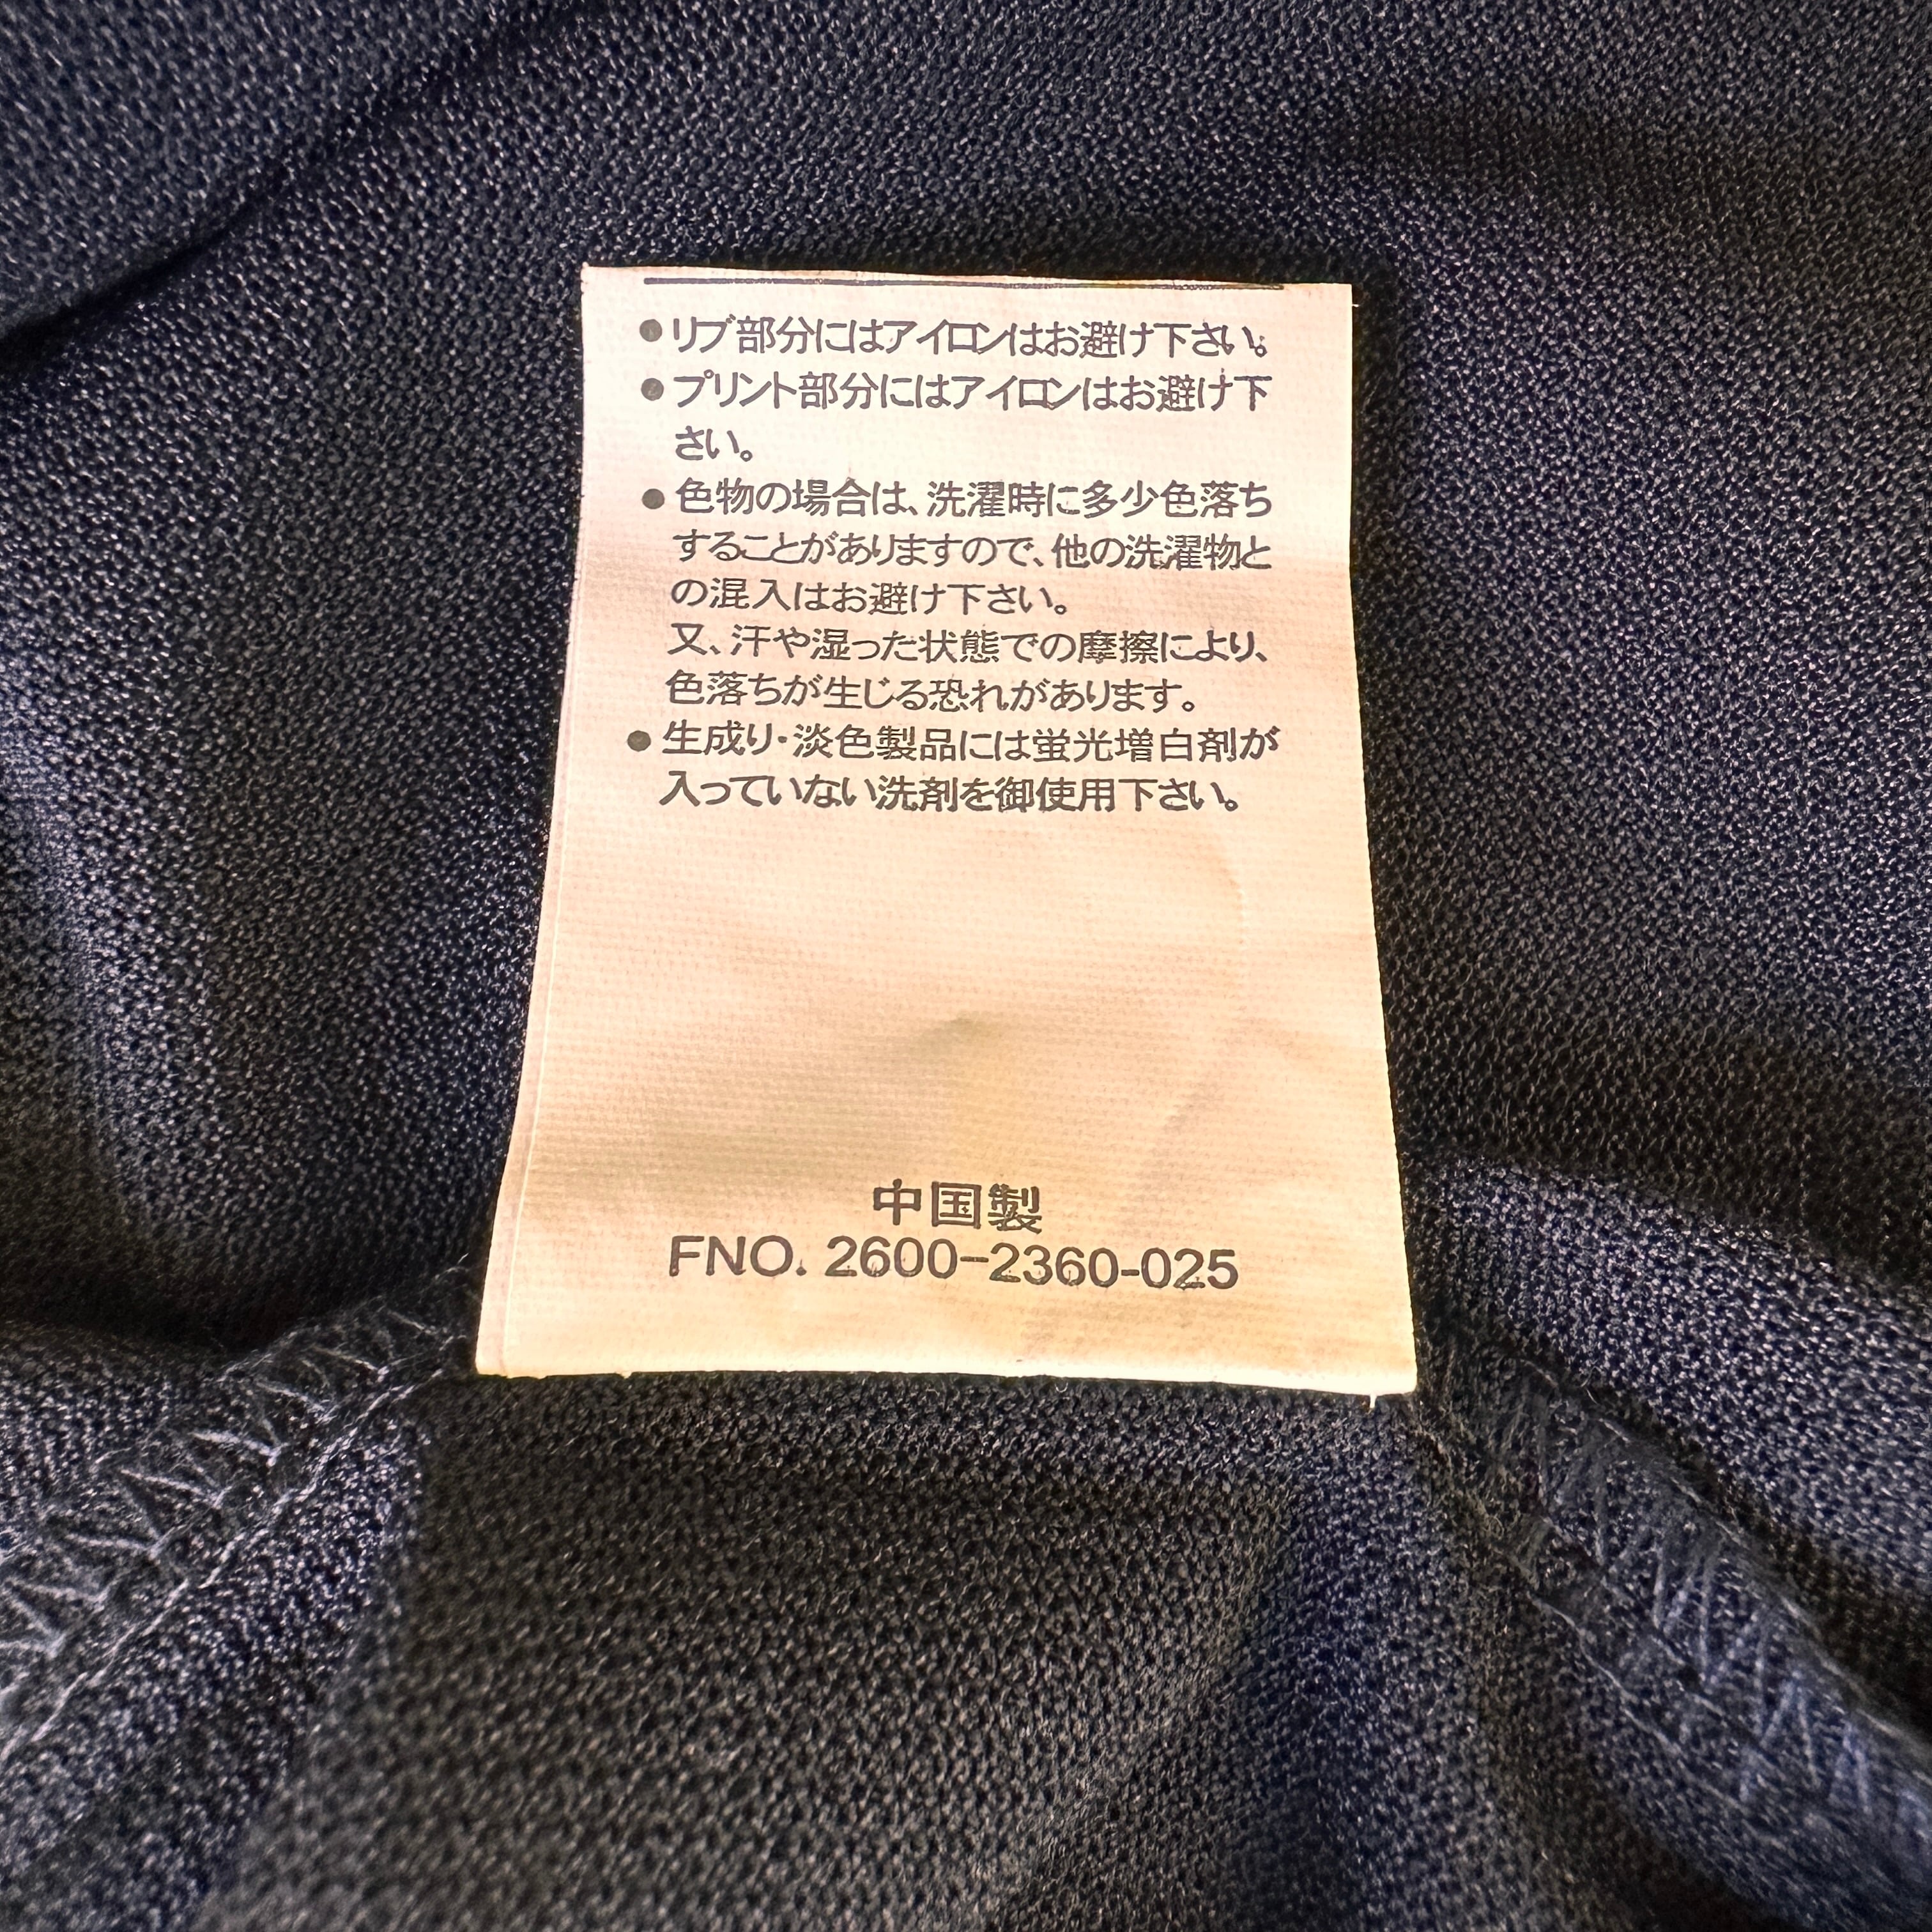 ●リブ部分にはアイロンはお避け下さい。
●プリント部分にはアイロンはお避け下
さい。
●色物の場合は、洗濯時に多少色落ち
することがありますので、他の洗濯物と
の混入はお避け下さい。
又、汗や湿った状態での摩擦により、
色落ちが生じる恐れがあります。
●生成り・淡色製品には蛍光増白剤が
入っていない洗剤を御使用下さい。
中国製
FNO. 2600-2360-025